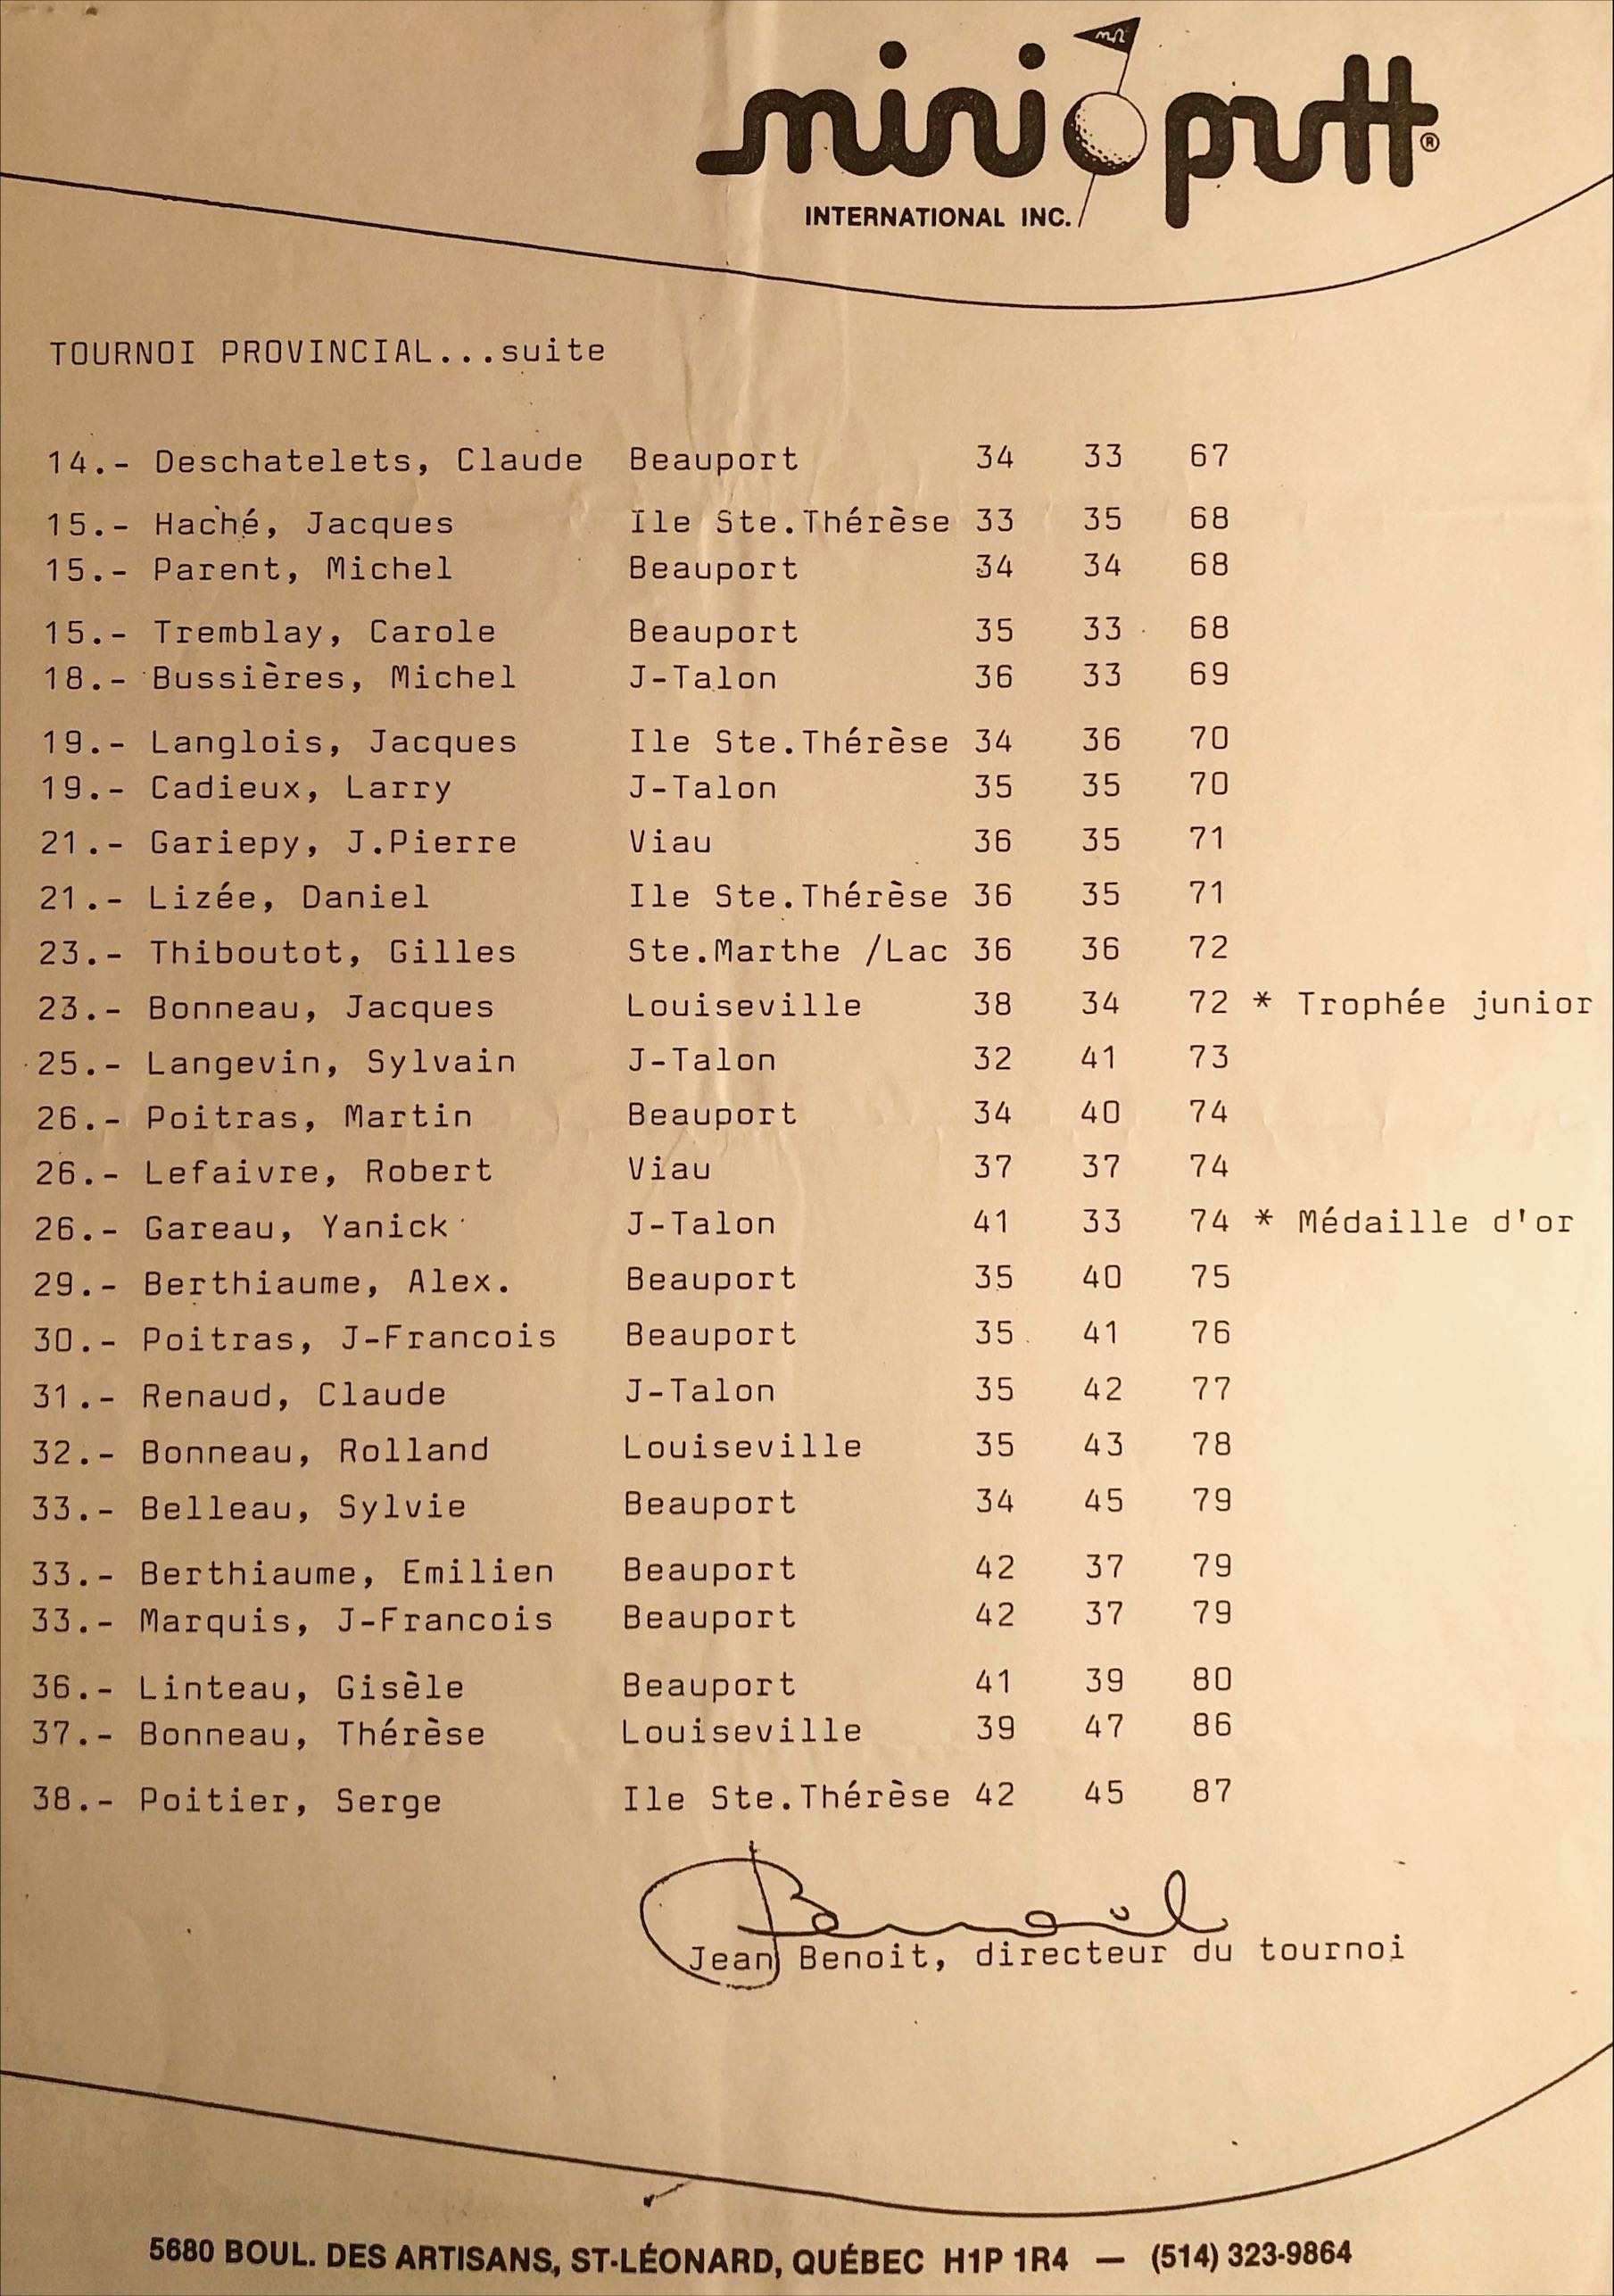 mini putt®
INTERNATIONAL INC.
TOURNOI PROVINCIAL...suite
14.- Deschatelets, Claude Beauport 34 33 67
15.- Haché, Jacques Ile Ste.Thérèse 33 35 68
15.- Parent, Michel Beauport 34 34 68
15.- Tremblay, Carole Beauport 35 33 68
18.- Bussières, Michel J-Talon 36 33 69
19.- Langlois, Jacques Ile Ste.Thérèse 34 36 70
19.- Cadieux, Larry J-Talon 35 35 70
21.- Gariepy, J.Pierre Viau 36 35 71
21.- Lizée, Daniel Ile Ste.Thérèse 36 35 71
23.- Thiboutot, Gilles Ste.Marthe /Lac 36 36 72
23.- Bonneau, Jacques Louiseville 38 34 72 * Trophée junior
25.- Langevin, Sylvain J-Talon 32 41 73
26.- Poitras, Martin Beauport 34 40 74
26.- Lefaivre, Robert Viau 37 37 74
26.- Gareau, Yanick J-Talon 41 33 74 * Médaille d'or
29.- Berthiaume, Alex. Beauport 35 40 75
30.- Poitras, J-Francois Beauport 35 41 76
31.- Renaud, Claude J-Talon 35 42 77
32.- Bonneau, Rolland Louiseville 35 43 78
33.- Belleau, Sylvie Beauport 34 45 79
33.- Berthiaume, Emilien Beauport 42 37 79
33.- Marquis, J-Francois Beauport 42 37 79
36.- Linteau, Gisèle Beauport 41 39 80
37.- Bonneau, Thérèse Louiseville 39 47 86
38.- Poitier, Serge Ile Ste.Thérèse 42 45 87
Jean Benoit, directeur du tournoi
5680 BOUL. DES ARTISANS, ST-LÉONARD, QUÉBEC H1P 1R4 — (514) 323-9864